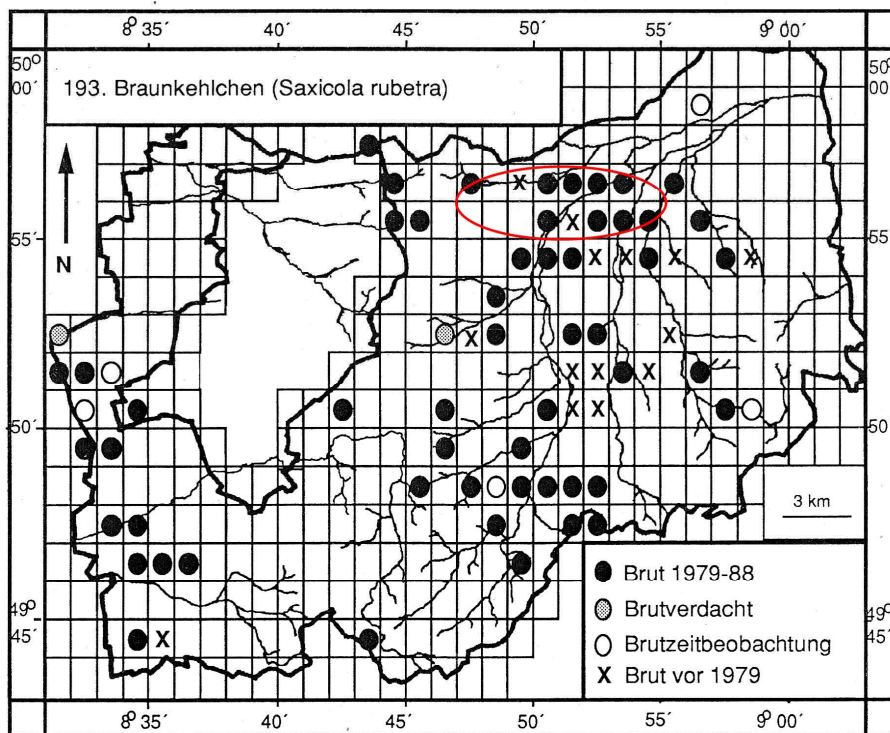 8° 35´ 40´ 45´ 50´ 55´ 9° 00´
50° 00´ 50° 00´
193. Braunkehlchen (Saxicola rubetra)
N
55´ 55´
X
X
X X X X X
X X
X X X
X X
50´ 50´
3 km
49° 45´ 49° 45´
X
Brut 1979-88
Brutverdacht
Brutzeitbeobachtung
X Brut vor 1979
8° 35´ 40´ 45´ 50´ 55´ 9° 00´